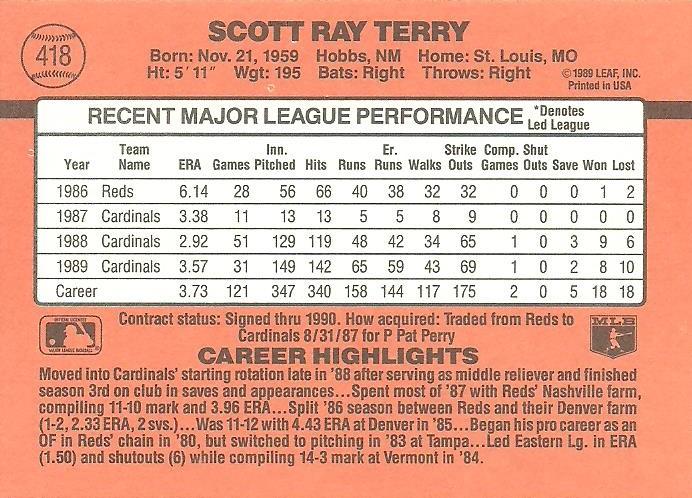 418
SCOTT RAY TERRY
Born: Nov. 21, 1959 Hobbs, NM Home: St. Louis, MO
Ht: 5' 11" Wgt: 195 Bats: Right Throws: Right
©1989 LEAF, INC.
Printed in USA
RECENT MAJOR LEAGUE PERFORMANCE *Denotes Led League
Year Team Name ERA Games Inn. Pitched Hits Runs Er. Runs Walks Strike Outs Comp. Games Shut Outs Save Won Lost
1986 Reds 6.14 28 56 66 40 38 32 32 0 0 0 1 2
1987 Cardinals 3.38 11 13 13 5 5 8 9 0 0 0 0 0
1988 Cardinals 2.92 51 129 119 48 42 34 65 1 0 3 9 6
1989 Cardinals 3.57 31 149 142 65 59 43 69 1 0 2 8 10
Career 3.73 121 347 340 158 144 117 175 2 0 5 18 18
Contract status: Signed thru 1990. How acquired: Traded from Reds to
Cardinals 8/31/87 for P Pat Perry
MLB
CAREER HIGHLIGHTS
Moved into Cardinals' starting rotation late in '88 after serving as middle reliever and finished
season 3rd on club in saves and appearances...Spent most of '87 with Reds' Nashville farm,
compiling 11-10 mark and 3.96 ERA...Split '86 season between Reds and their Denver farm
(1-2, 2.33 ERA, 2 svs.)...Was 11-12 with 4.43 ERA at Denver in '85...Began his pro career as an
OF in Reds' chain in '80, but switched to pitching in '83 at Tampa...Led Eastern Lg. in ERA
(1.50) and shutouts (6) while compiling 14-3 mark at Vermont in '84.